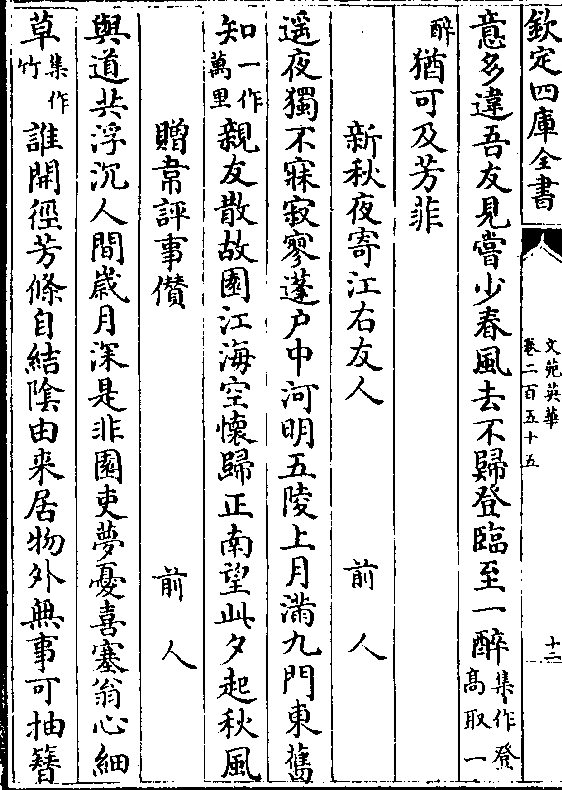 欽定四庫全書
文苑英華
卷二百五十五
十三
意多違吾友見嘗少春風去不歸登臨至一醉集作登高取一
醉猶可及芳菲
新秋夜寄江右友人 前人
遥夜獨不寐寂寥蓬户中河明五陵上月滿九門東舊
知一作萬里親友散故園江海空懷歸正南望此夕起秋風
贈韋評事儹 前人
與道共浮沉人間歳月深是非園吏夢憂喜塞翁心細
草集作竹誰開徑芳條自結陰由来居物外無事可抽簪